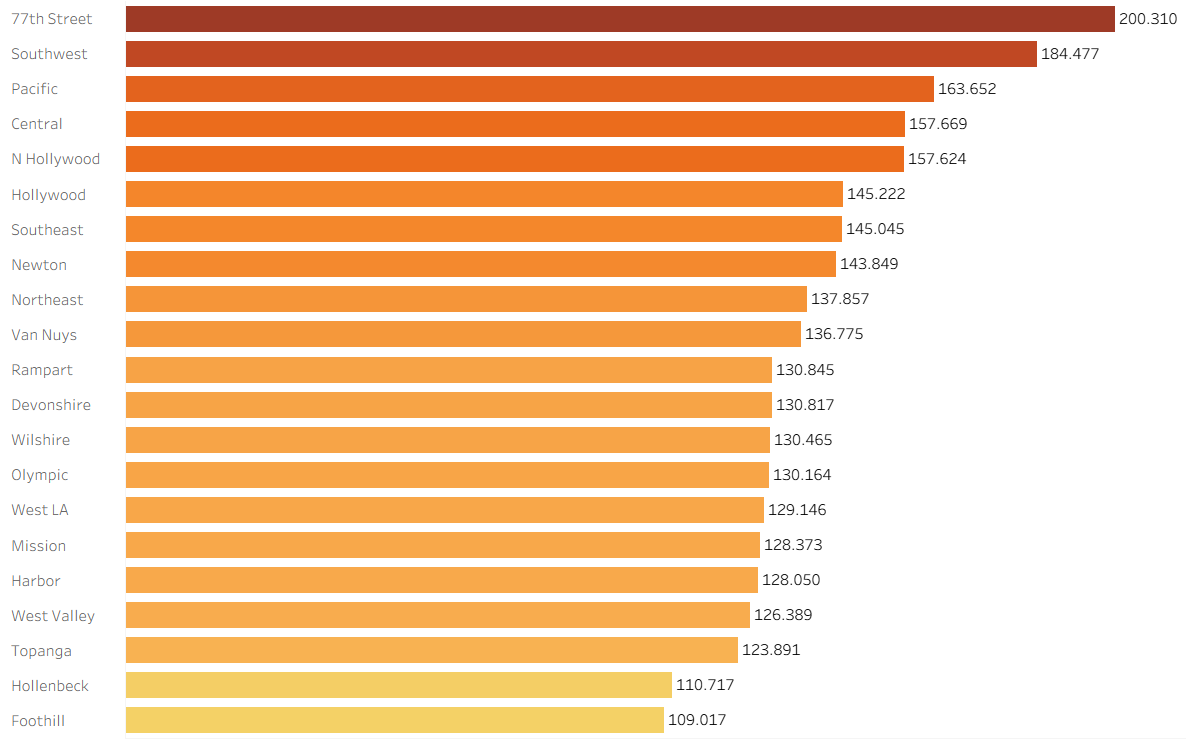 77th Street 200.310
Southwest 184.477
Pacific 163.652
Central 157.669
N Hollywood 157.624
Hollywood 145.222
Southeast 145.045
Newton 143.849
Northeast 137.857
Van Nuys 136.775
Rampart 130.845
Devonshire 130.817
Wilshire 130.465
Olympic 130.164
West LA 129.146
Mission 128.373
Harbor 128.050
West Valley 126.389
Topanga 123.891
Hollenbeck 110.717
Foothill 109.017